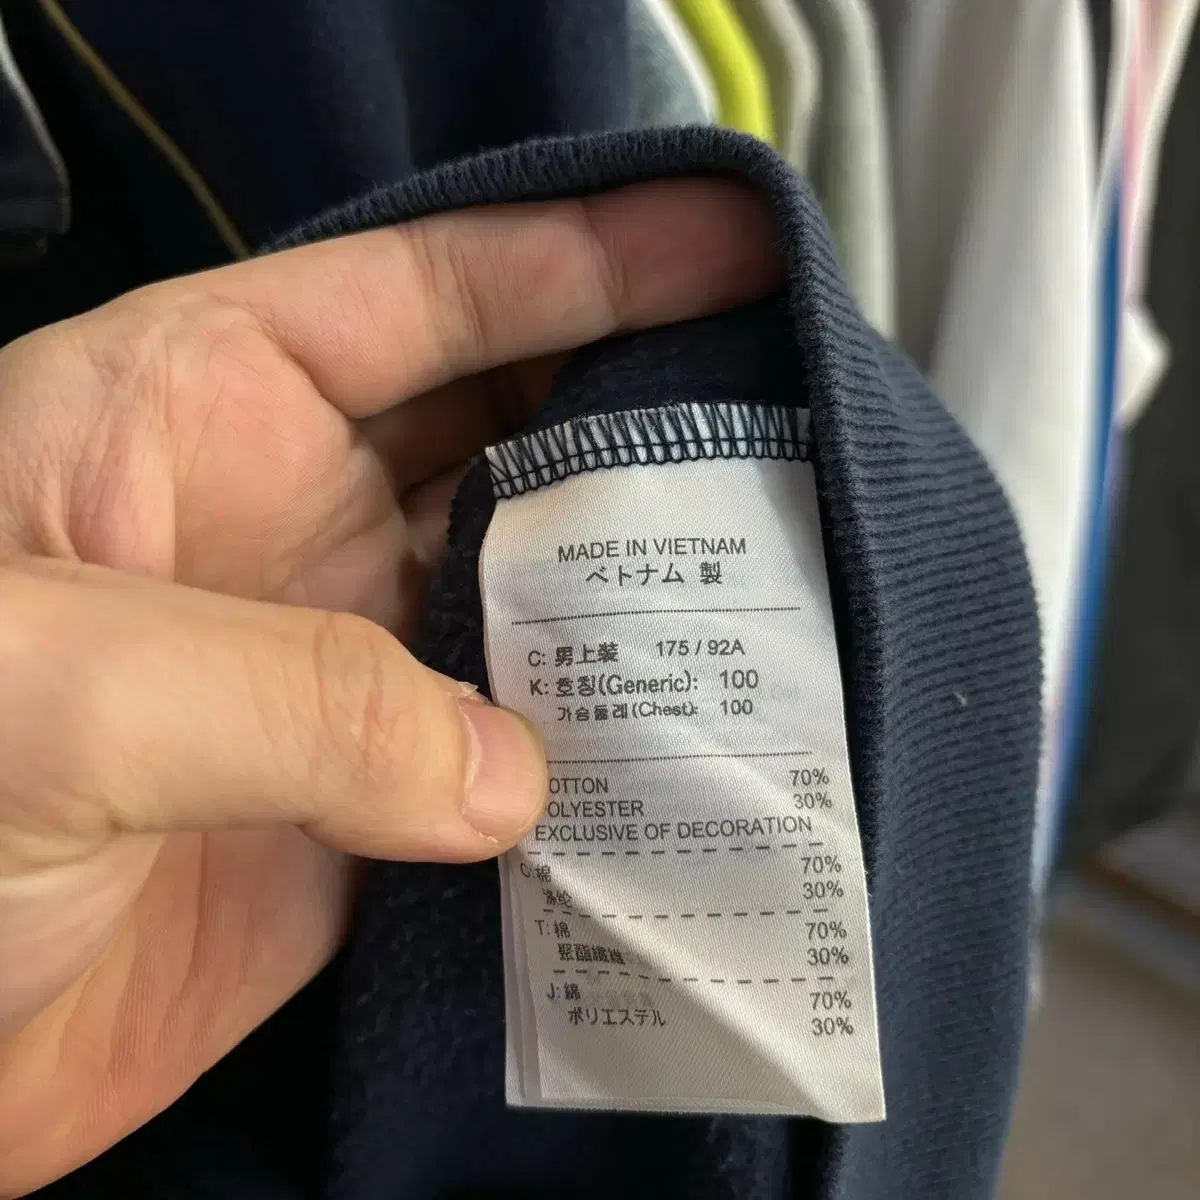 MADE IN VIETNAM
ベトナム 製
C: 男上装 175 / 92A
K: 호칭(Generic): 100
가슴둘레(Chest): 100
OTTON 70%
OLYESTER 30%
EXCLUSIVE OF DECORATION
C: 棉 70%
涤纶 30%
T: 棉 70%
聚酯纖維 30%
J: 綿 70%
ポリエステル 30%